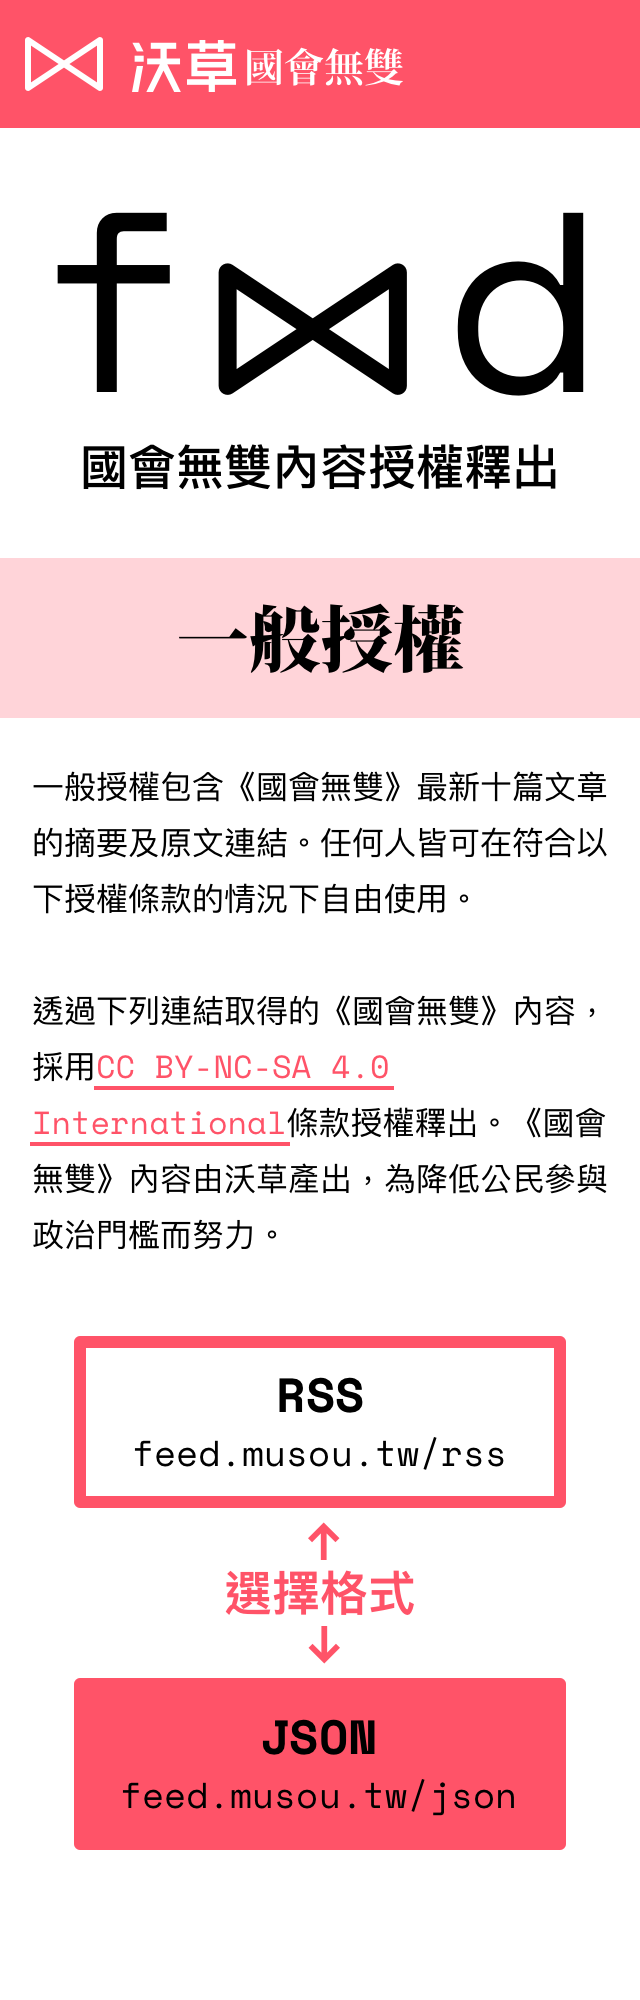 沃草國會無雙
f⋈d
國會無雙內容授權釋出
一般授權
一般授權包含《國會無雙》最新十篇文章
的摘要及原文連結。任何人皆可在符合以
下授權條款的情況下自由使用。
透過下列連結取得的《國會無雙》內容，
採用CC BY-NC-SA 4.0
International條款授權釋出。《國會
無雙》內容由沃草產出，為降低公民參與
政治門檻而努力。
RSS
feed.musou.tw/rss
↑
選擇格式
↓
JSON
feed.musou.tw/json